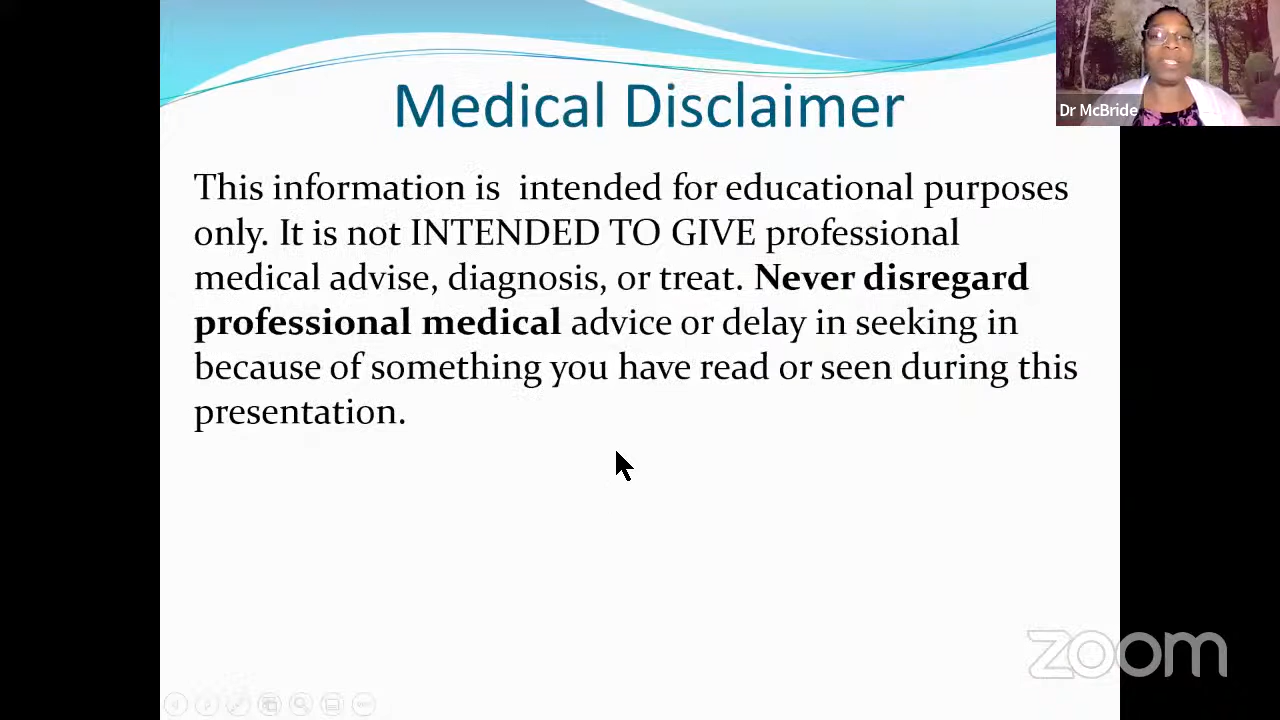 Medical Disclaimer
Dr McBride
This information is  intended for educational purposes
only. It is not INTENDED TO GIVE professional
medical advise, diagnosis, or treat. Never disregard
professional medical advice or delay in seeking in
because of something you have read or seen during this
presentation.
zoom